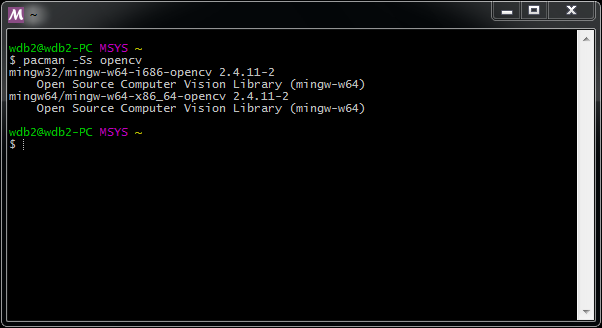 ~
wdb2@wdb2-PC MSYS ~
$ pacman -Ss opencv
mingw32/mingw-w64-i686-opencv 2.4.11-2
    Open Source Computer Vision Library (mingw-w64)
mingw64/mingw-w64-x86_64-opencv 2.4.11-2
    Open Source Computer Vision Library (mingw-w64)
wdb2@wdb2-PC MSYS ~
$